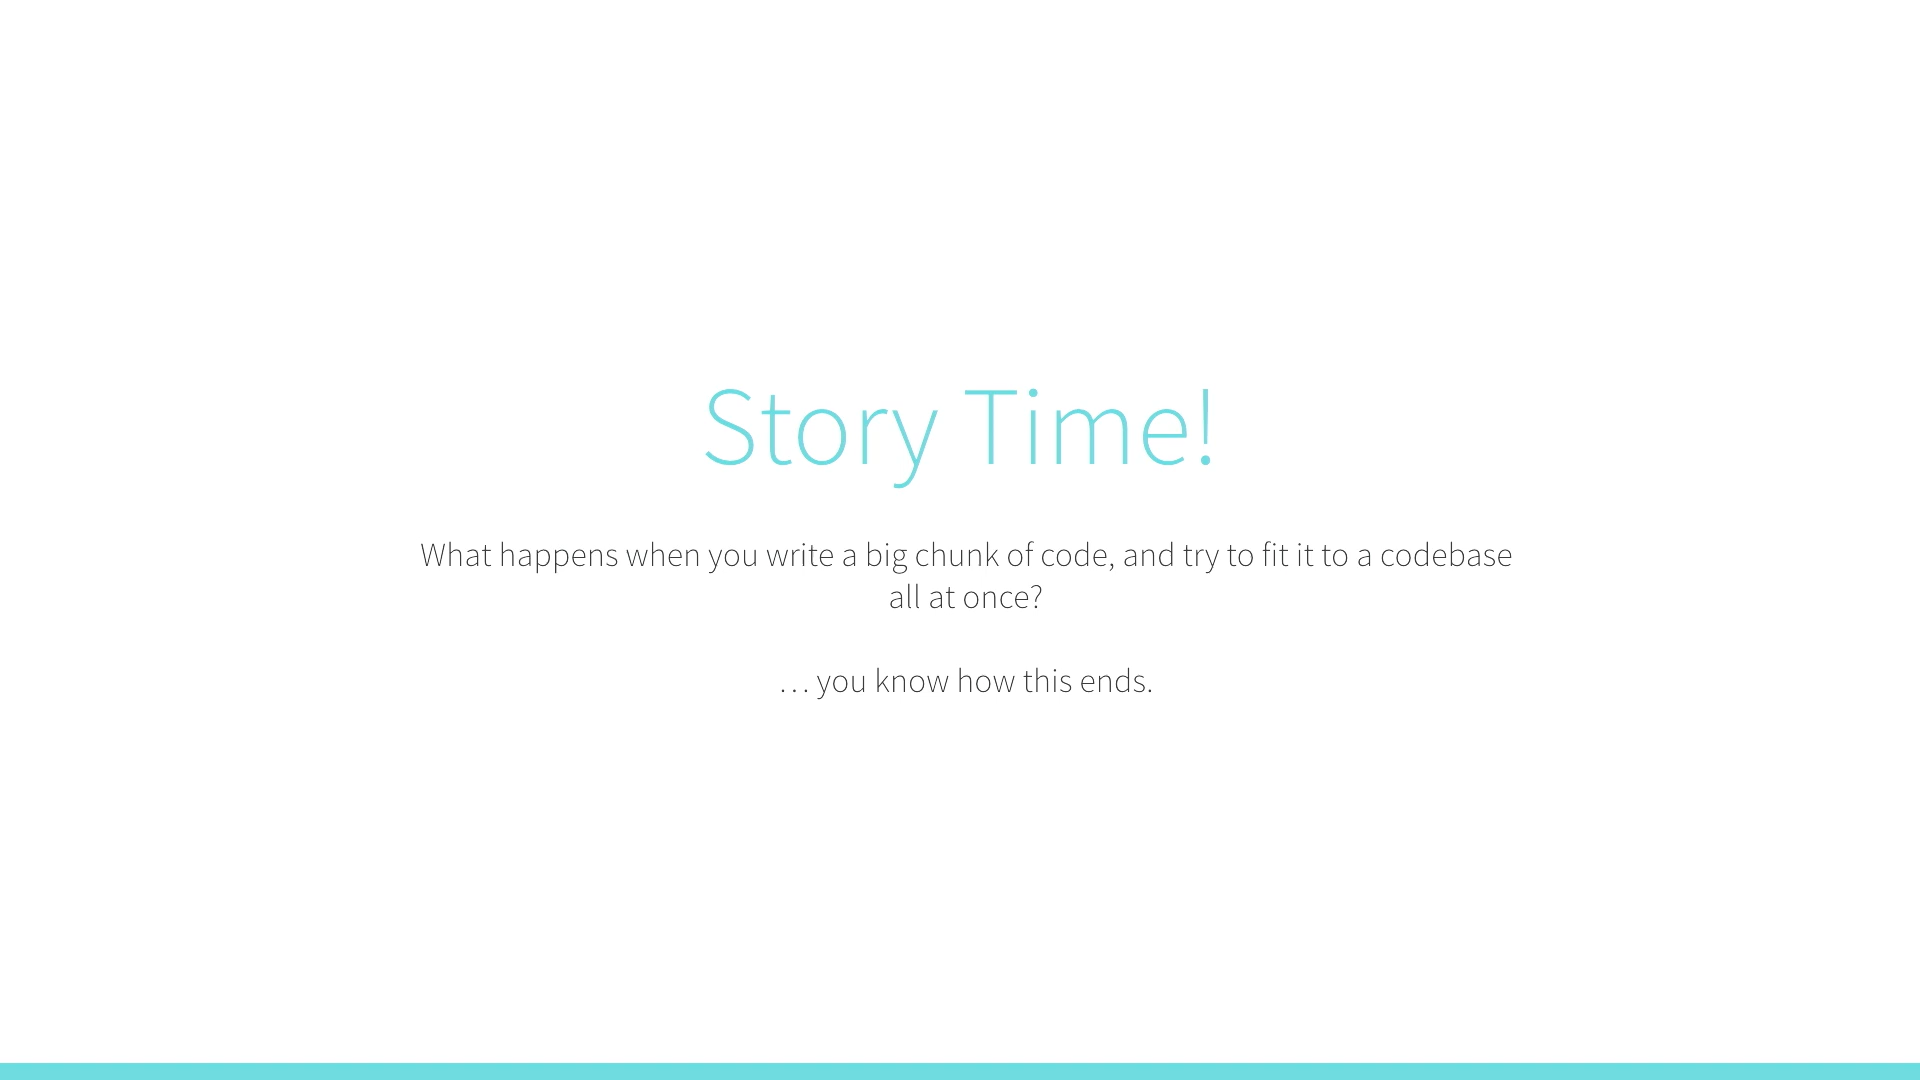 Story Time!
What happens when you write a big chunk of code, and try to fit it to a codebase
all at once?
… you know how this ends.